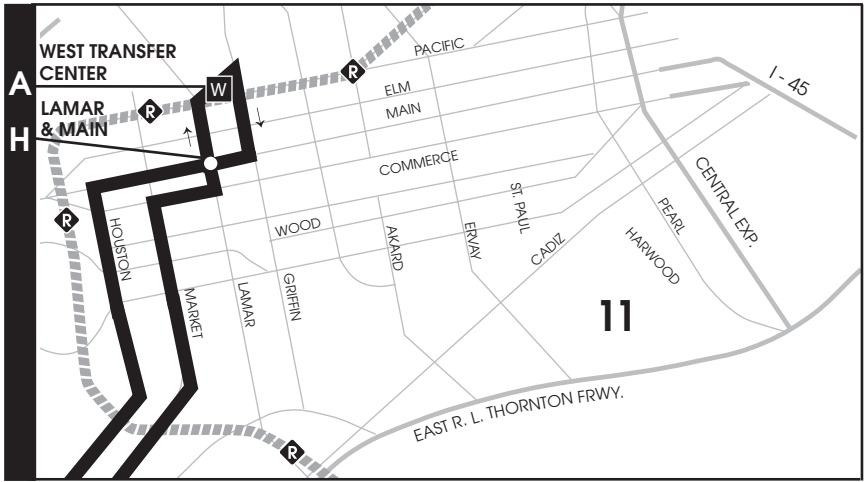 A
WEST TRANSFER
CENTER
W
R
R
PACIFIC
ELM
MAIN
I - 45
H
LAMAR
& MAIN
COMMERCE
R
HOUSTON
WOOD
AKARD
ERVAY
ST. PAUL
CADIZ
PEARL
HARWOOD
CENTRAL EXP.
MARKET
LAMAR
GRIFFIN
11
EAST R. L. THORNTON FRWY.
R